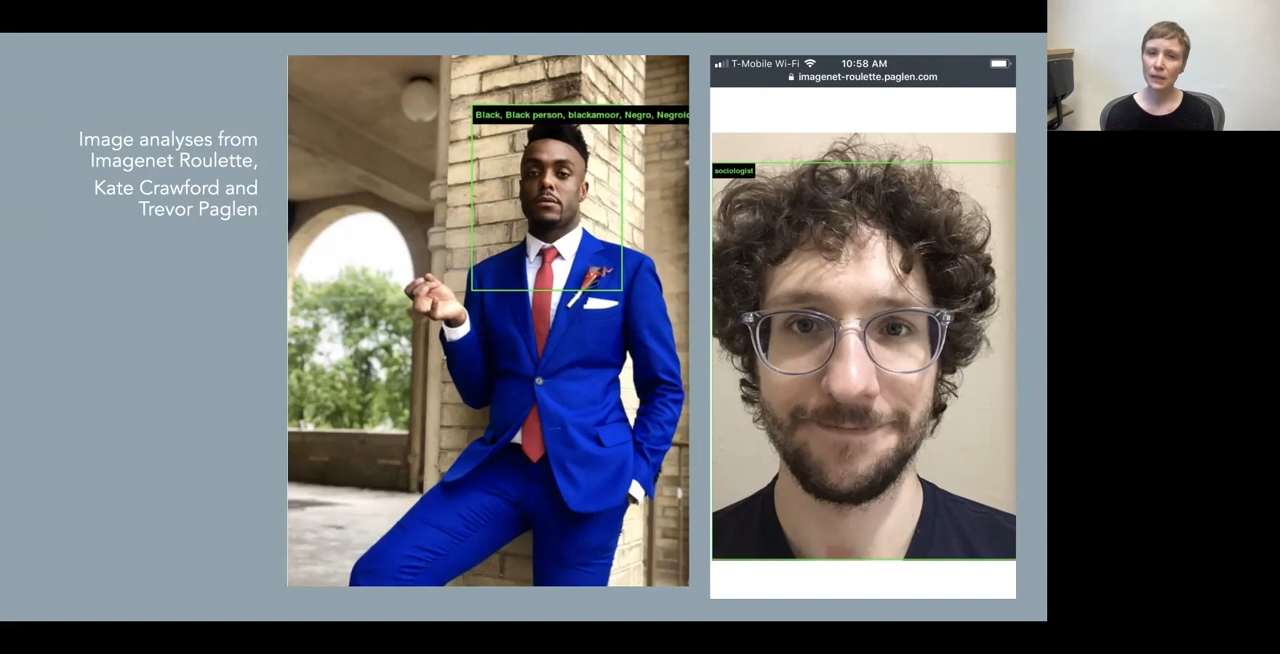 Image analyses from
Imagenet Roulette,
Kate Crawford and
Trevor Paglen
Black, Black person, blackamoor, Negro, Negroid
T-Mobile Wi-Fi 10:58 AM
imagenet-roulette.paglen.com
sociologist